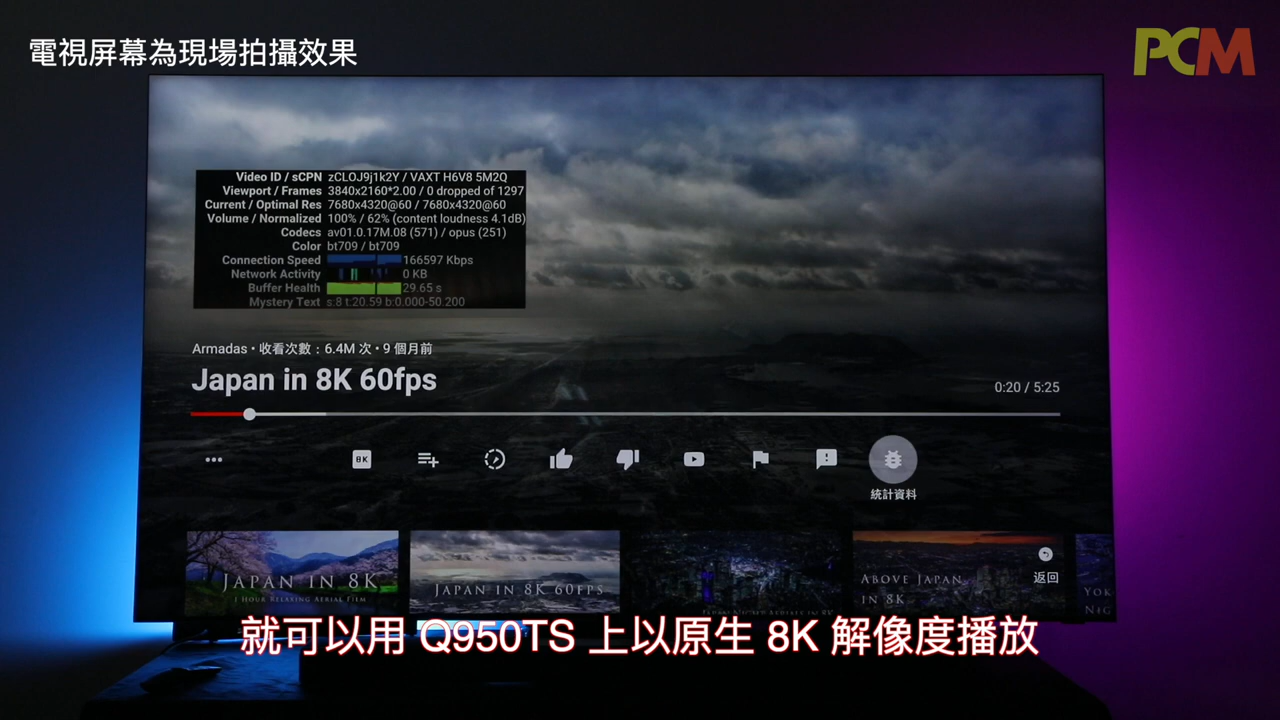 電視屏幕為現場拍攝效果
PCM
Video ID / sCPN zCLOJ9j1k2Y / VAXT H6V8 5M2Q
Viewport / Frames 3840x2160*2.00 / 0 dropped of 1297
Current / Optimal Res 7680x4320@60 / 7680x4320@60
Volume / Normalized 100% / 62% (content loudness 4.1dB)
Codecs av01.0.17M.08 (571) / opus (251)
Color bt709 / bt709
Connection Speed 166597 Kbps
Network Activity 0 KB
Buffer Health 29.65 s
Mystery Text s:8 t:20.59 b:0.000-50.200
Armadas • 收看次數：6.4M 次 • 9 個月前
Japan in 8K 60fps
0:20 / 5:25
8K
統計資料
JAPAN IN 8K
1 HOUR RELAXING AERIAL FILM
JAPAN IN 8K 60FPS
JAPAN NIGHT AERIALS IN 8K
ABOVE JAPAN
IN 8K
返回
YOK
NIG
就可以用 Q950TS 上以原生 8K 解像度播放